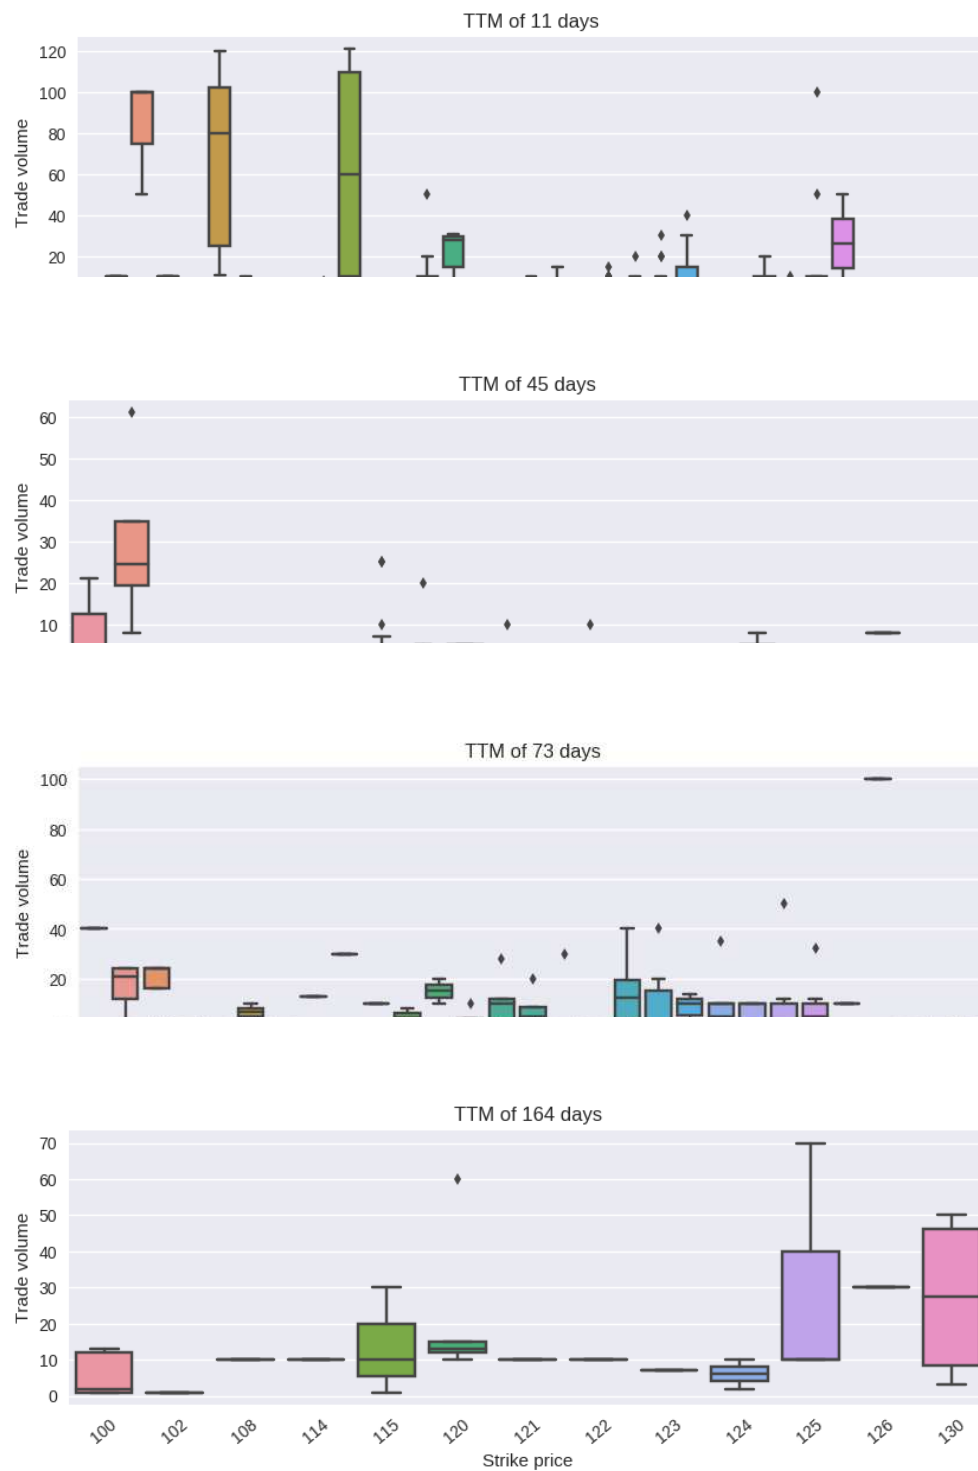 TTM of 11 days
120
100
80
60
40
20
Trade volume
TTM of 45 days
60
50
40
30
20
10
Trade volume
TTM of 73 days
100
80
60
40
20
Trade volume
TTM of 164 days
70
60
50
40
30
20
10
0
Trade volume
100 102 108 114 115 120 121 122 123 124 125 126 130
Strike price